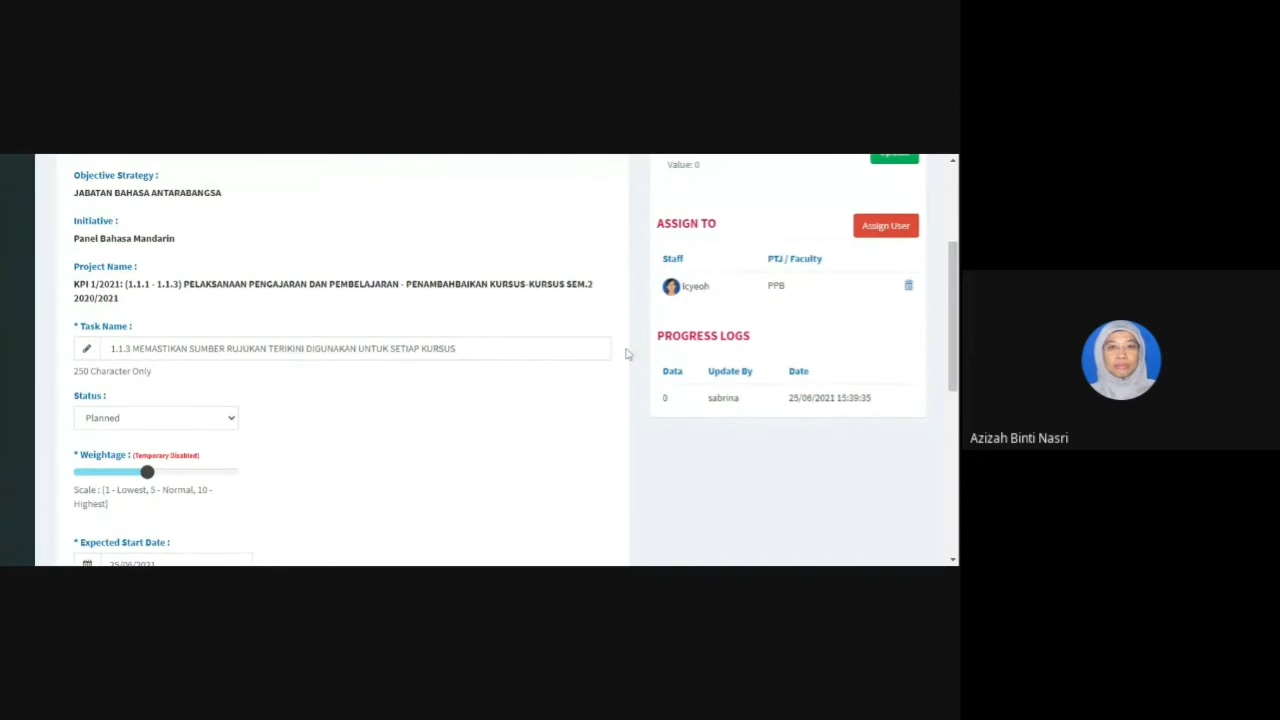 Objective Strategy :
JABATAN BAHASA ANTARABANGSA
Initiative :
Panel Bahasa Mandarin
Project Name :
KPI 1/2021: (1.1.1 - 1.1.3) PELAKSANAAN PENGAJARAN DAN PEMBELAJARAN - PENAMBAHBAIKAN KURSUS-KURSUS SEM.2
2020/2021
* Task Name :
1.1.3 MEMASTIKAN SUMBER RUJUKAN TERIKINI DIGUNAKAN UNTUK SETIAP KURSUS
250 Character Only
Status :
Planned
* Weightage : (Temporary Disabled)
Scale : [1 - Lowest, 5 - Normal, 10 -
Highest]
* Expected Start Date :
25/06/2021
Value: 0
ASSIGN TO
Assign User
Staff PTJ / Faculty
lcyeoh PPB
PROGRESS LOGS
Data Update By Date
0 sabrina 25/06/2021 15:39:35
Azizah Binti Nasri